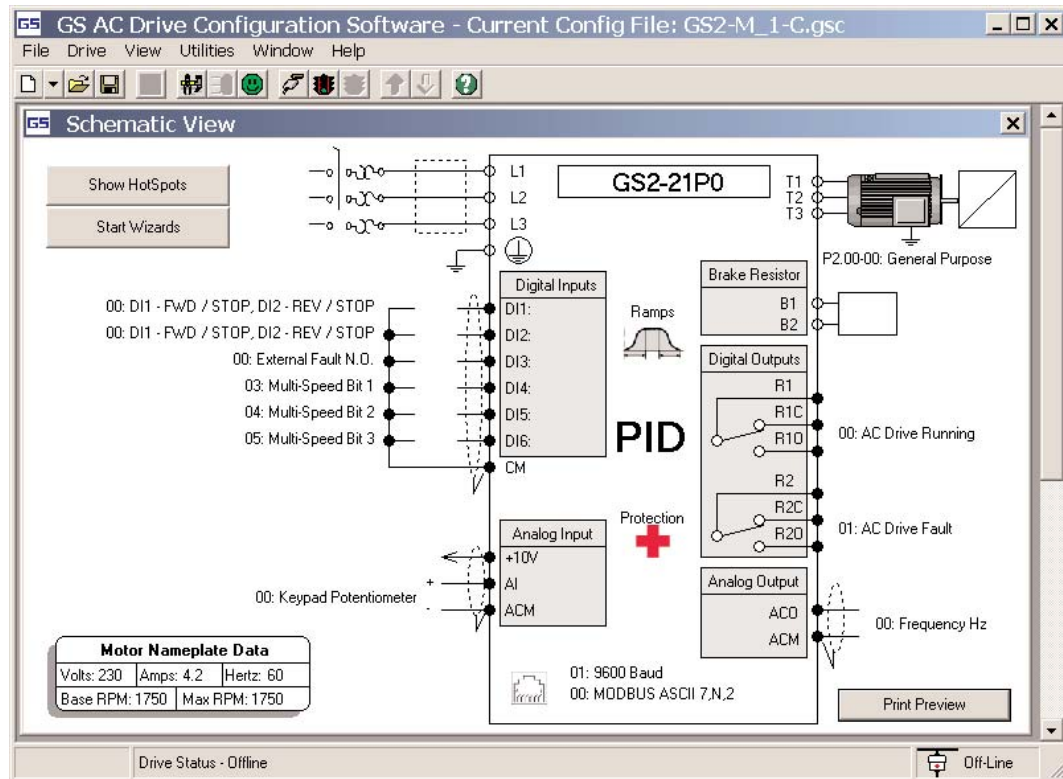 GS GS AC Drive Configuration Software - Current Config File: GS2-M_1-C.gsc
File Drive View Utilities Window Help
GS Schematic View
Show HotSpots
Start Wizards
L1
L2
L3
GS2-21P0
T1
T2
T3
P2.00-00: General Purpose
00: DI1 - FWD / STOP, DI2 - REV / STOP
00: DI1 - FWD / STOP, DI2 - REV / STOP
00: External Fault N.O.
03: Multi-Speed Bit 1
04: Multi-Speed Bit 2
05: Multi-Speed Bit 3
Digital Inputs
DI1:
DI2:
DI3:
DI4:
DI5:
DI6:
CM
Ramps
PID
Protection
Brake Resistor
B1
B2
Digital Outputs
R1
R1C
R1O
R2
R2C
R2O
00: AC Drive Running
01: AC Drive Fault
Analog Input
+10V
+ AI
- ACM
00: Keypad Potentiometer
Analog Output
ACO
ACM
00: Frequency Hz
Motor Nameplate Data
Volts: 230 Amps: 4.2 Hertz: 60
Base RPM: 1750 Max RPM: 1750
01: 9600 Baud
00: MODBUS ASCII 7,N,2
Print Preview
Drive Status - Offline
Off-Line